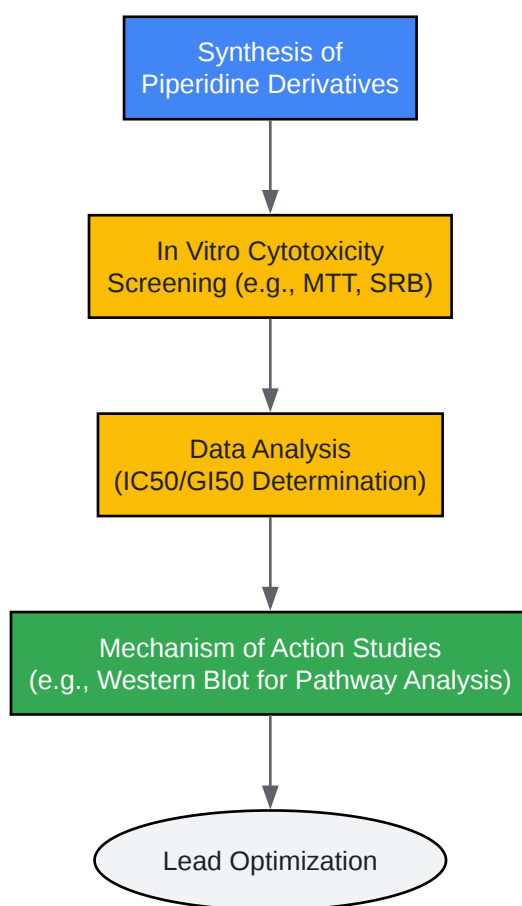 Synthesis of
Piperidine Derivatives
In Vitro Cytotoxicity
Screening (e.g., MTT, SRB)
Data Analysis
(IC50/GI50 Determination)
Mechanism of Action Studies
(e.g., Western Blot for Pathway Analysis)
Lead Optimization